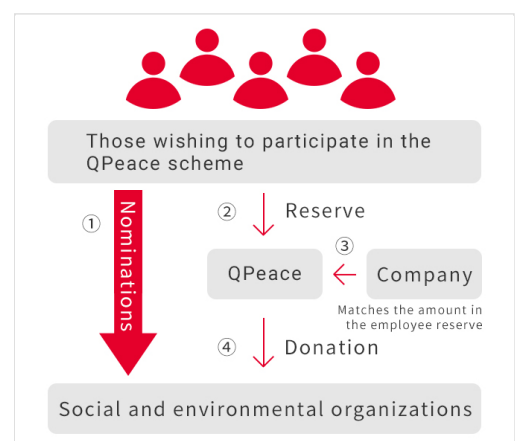 Those wishing to participate in the
QPeace scheme
①
Nominations
②
Reserve
QPeace
③
Company
Matches the amount in
the employee reserve
④
Donation
Social and environmental organizations